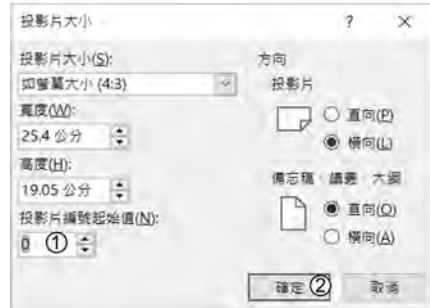 投影片大小 ? ×
投影片大小(S):
如螢幕大小 (4:3)
寬度(W):
25.4 公分
高度(H):
19.05 公分
投影片編號起始值(N):
0 ①
方向
投影片
直向(P)
橫向(L)
備忘稿、講義、大綱
直向(O)
橫向(A)
確定 ②
取消